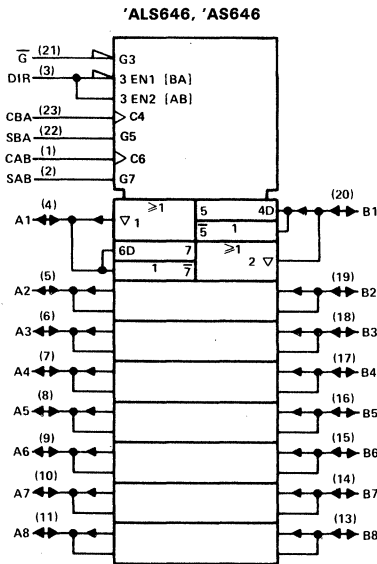 'ALS646, 'AS646
G̅ (21) G3
DIR (3) 3 EN1 [BA]
3 EN2 [AB]
CBA (23) C4
SBA (22) G5
CAB (1) C6
SAB (2) G7
A1 (4) ≥1 ▽ 1 5 4D (20) B1
5̅ 1
6D 7 ≥1
1 7̅ 2 ▽
A2 (5) (19) B2
A3 (6) (18) B3
A4 (7) (17) B4
A5 (8) (16) B5
A6 (9) (15) B6
A7 (10) (14) B7
A8 (11) (13) B8